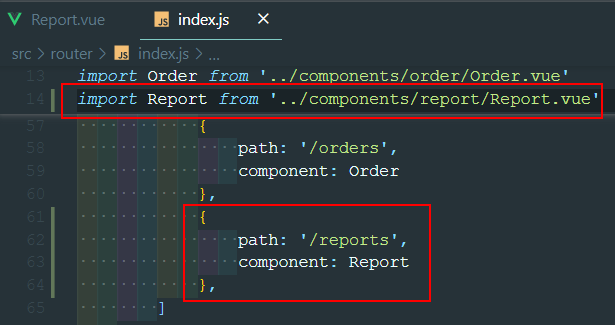 Report.vue
JS index.js ×
src > router > JS index.js > ...
13 import Order from '../components/order/Order.vue'
14 import Report from '../components/report/Report.vue'
57 {
58 path: '/orders',
59 component: Order
60 },
61 {
62 path: '/reports',
63 component: Report
64 },
65 ]